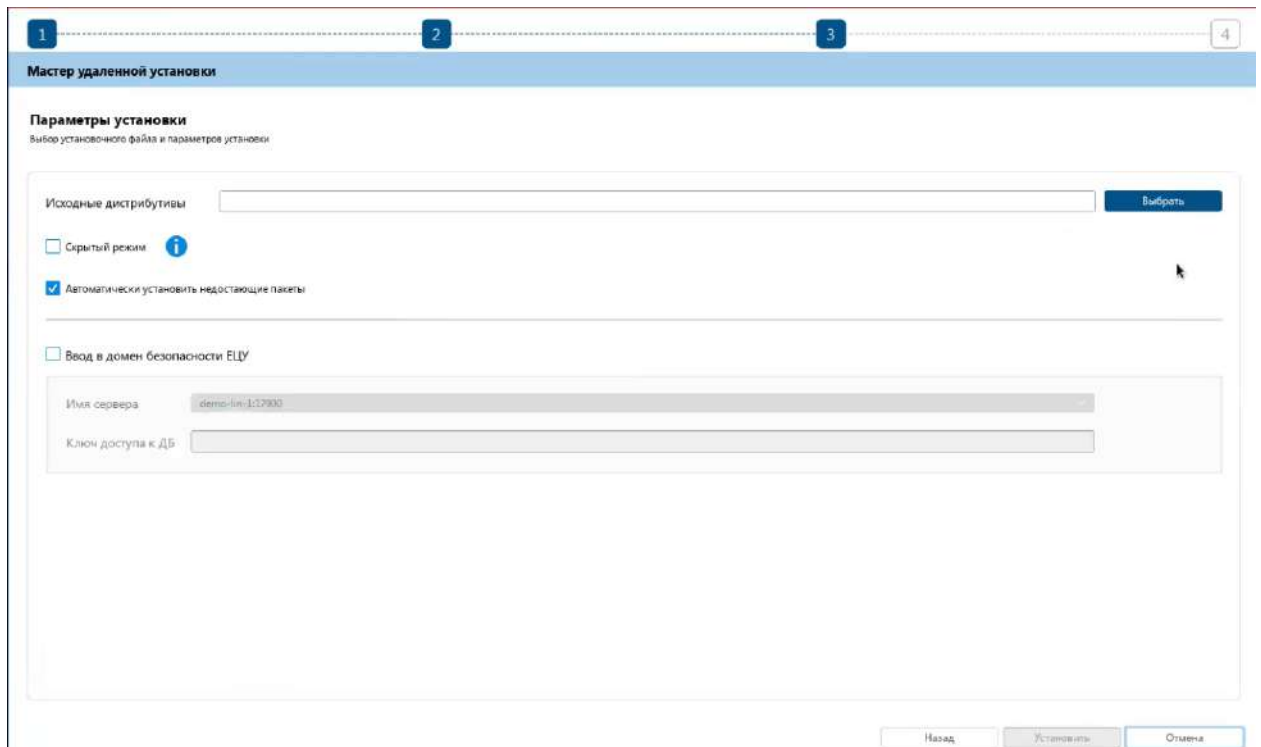 1 2 3 4
Мастер удаленной установки
Параметры установки
Выбор установочного файла и параметров установки
Исходные дистрибутивы Выбрать
Скрытый режим i
Автоматически установить недостающие пакеты
Ввод в домен безопасности ЕЦУ
Имя сервера demo-lin-1:17900
Ключ доступа к ДБ
Назад Установить Отмена